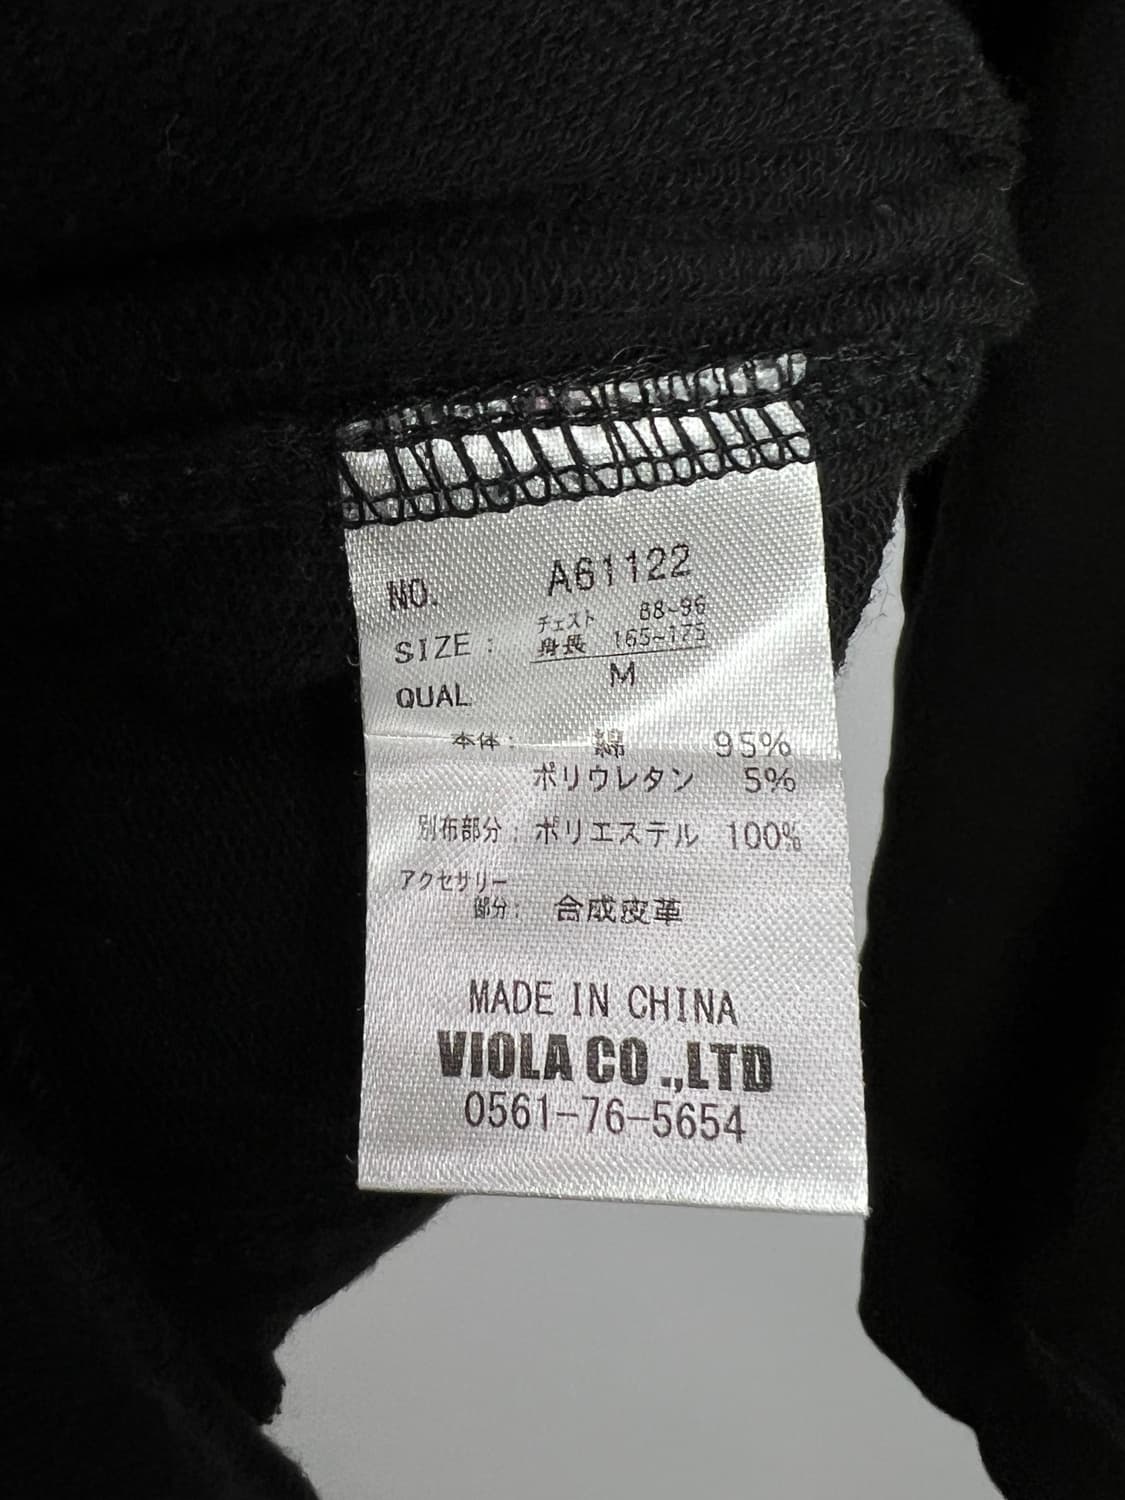 NO. A61122
チェスト 88~96
SIZE : 身長 165~175
M
QUAL
本体: 綿 95%
ポリウレタン 5%
別布部分: ポリエステル 100%
アクセサリー
部分: 合成皮革
MADE IN CHINA
VIOLA CO.,LTD
0561-76-5654